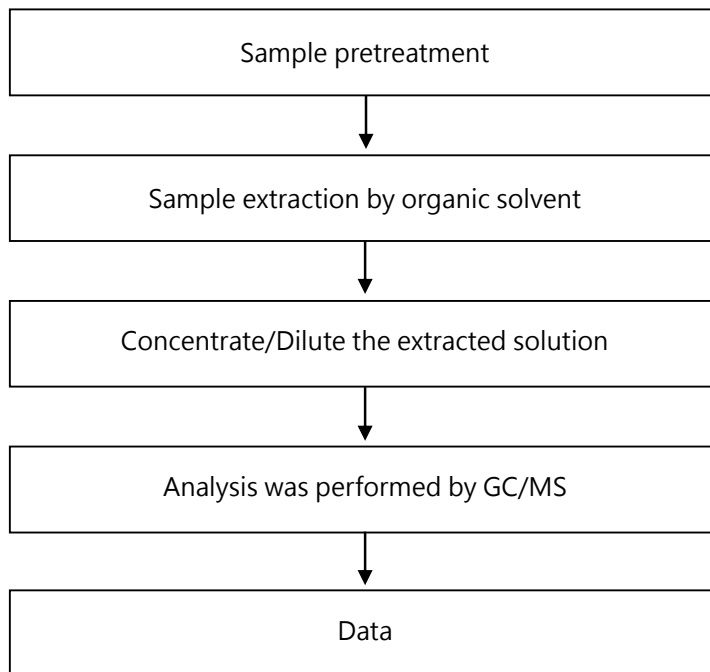 Sample pretreatment
Sample extraction by organic solvent
Concentrate/Dilute the extracted solution
Analysis was performed by GC/MS
Data